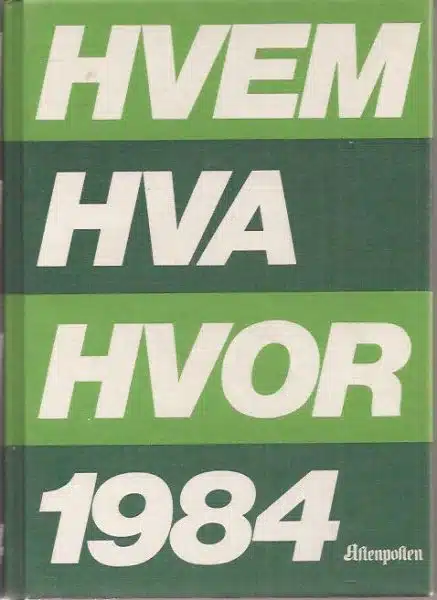 HVEM
HVA
HVOR
1984
Aftenposten